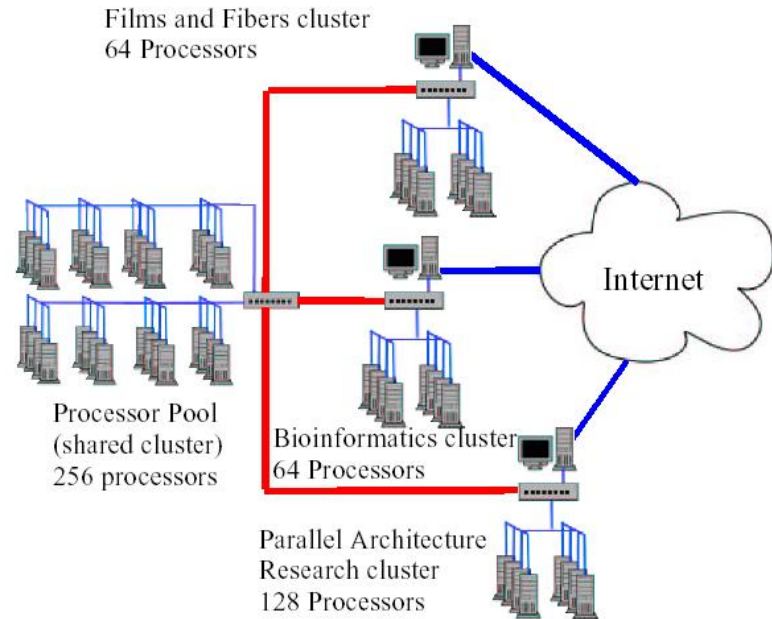 Films and Fibers cluster
64 Processors
Internet
Processor Pool
(shared cluster)
256 processors
Bioinformatics cluster
64 Processors
Parallel Architecture
Research cluster
128 Processors